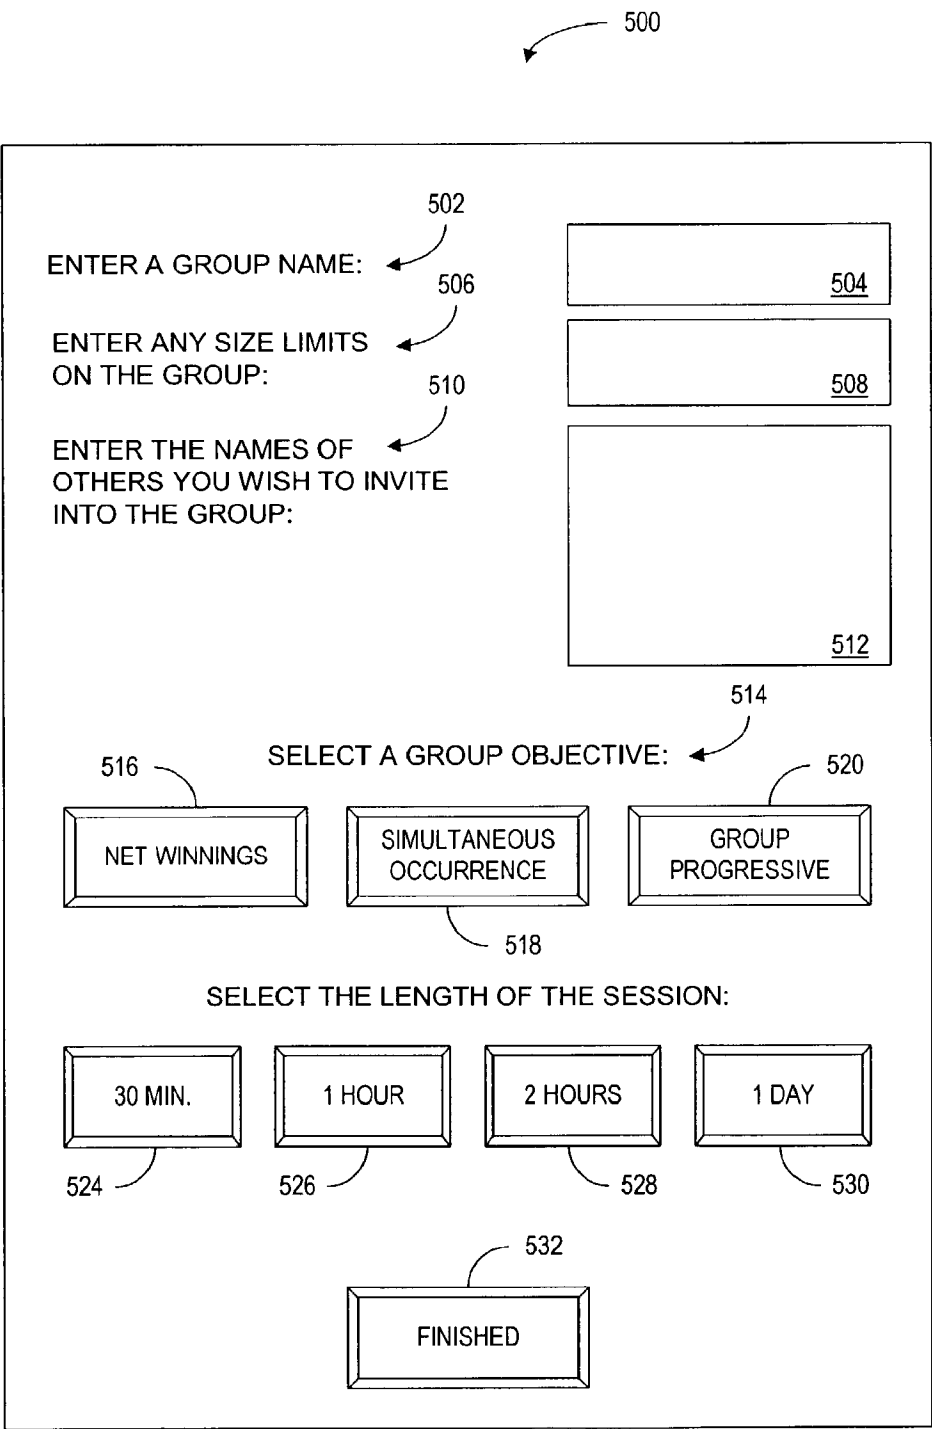 500
502
ENTER A GROUP NAME:
504
506
ENTER ANY SIZE LIMITS
ON THE GROUP:
508
510
ENTER THE NAMES OF
OTHERS YOU WISH TO INVITE
INTO THE GROUP:
512
514
SELECT A GROUP OBJECTIVE:
516
520
NET WINNINGS
SIMULTANEOUS
OCCURRENCE
GROUP
PROGRESSIVE
518
SELECT THE LENGTH OF THE SESSION:
30 MIN.
1 HOUR
2 HOURS
1 DAY
524
526
528
530
532
FINISHED